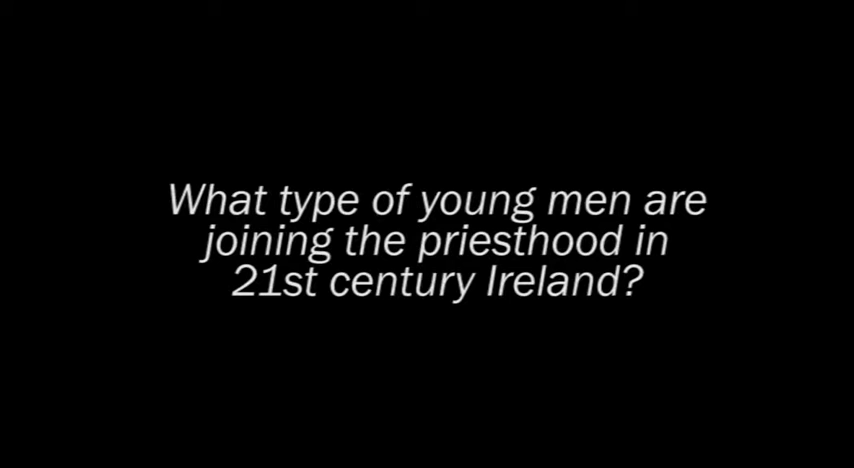 What type of young men are
joining the priesthood in
21st century Ireland?